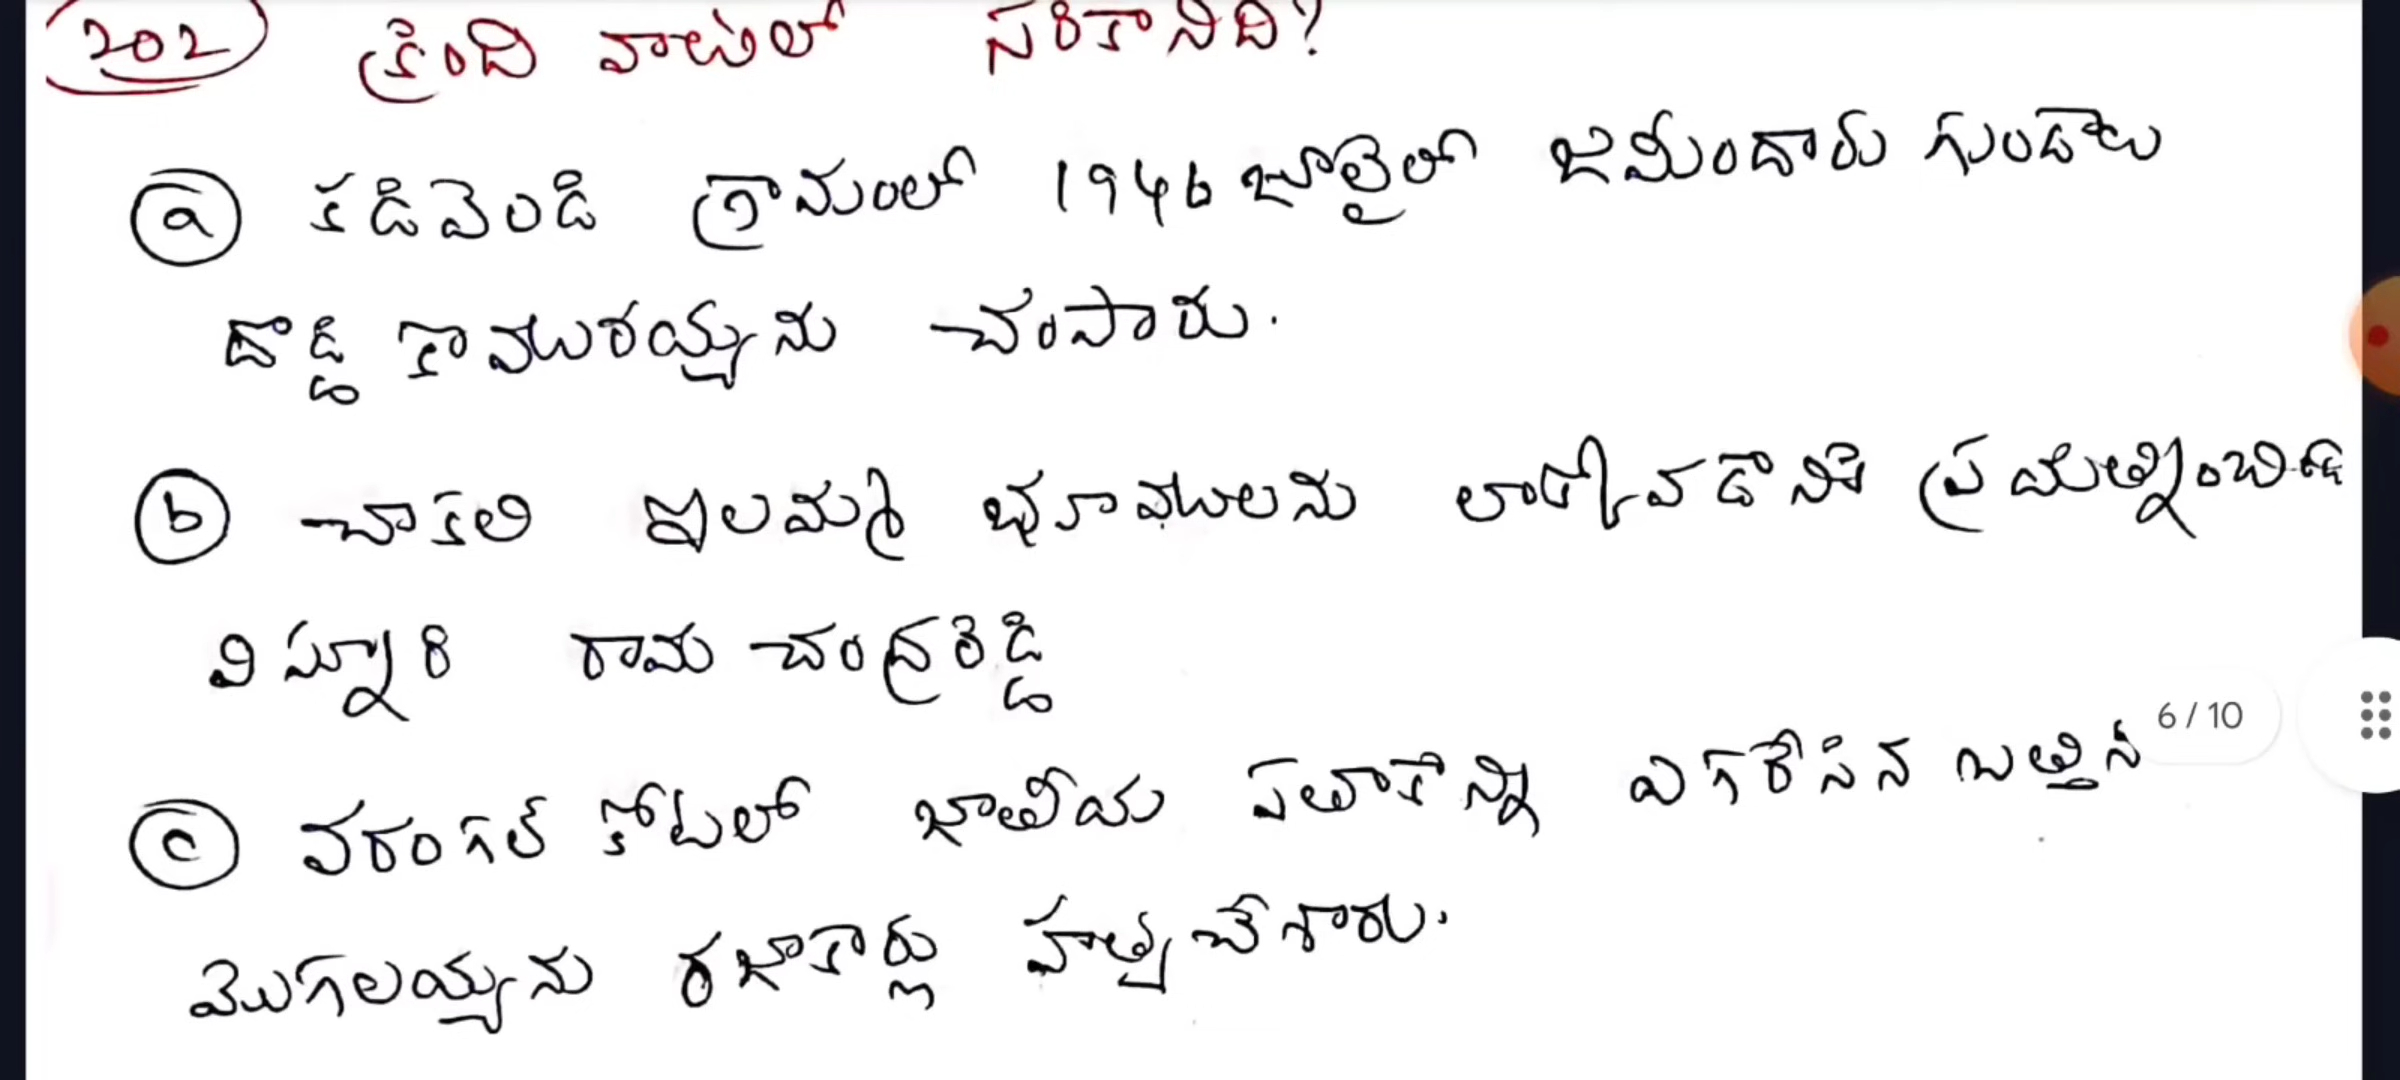 202 క్రింది వాటిలో సరికానిది?
a కడివెండి గ్రామంలో 1946 జూలైలో జమీందారు గుండాలు
దొడ్డి కొమురయ్యను చంపారు.
b చాకలి ఐలమ్మ భూములను లాక్కోవడానికి ప్రయత్నించింది
విస్నూరి రామచంద్రరెడ్డి
c వరంగల్ కోటలో జాతీయ పతాకాన్ని ఎగరేసిన బత్తిన
6 / 10
మొగలయ్యను రజాకార్లు హత్య చేశారు.